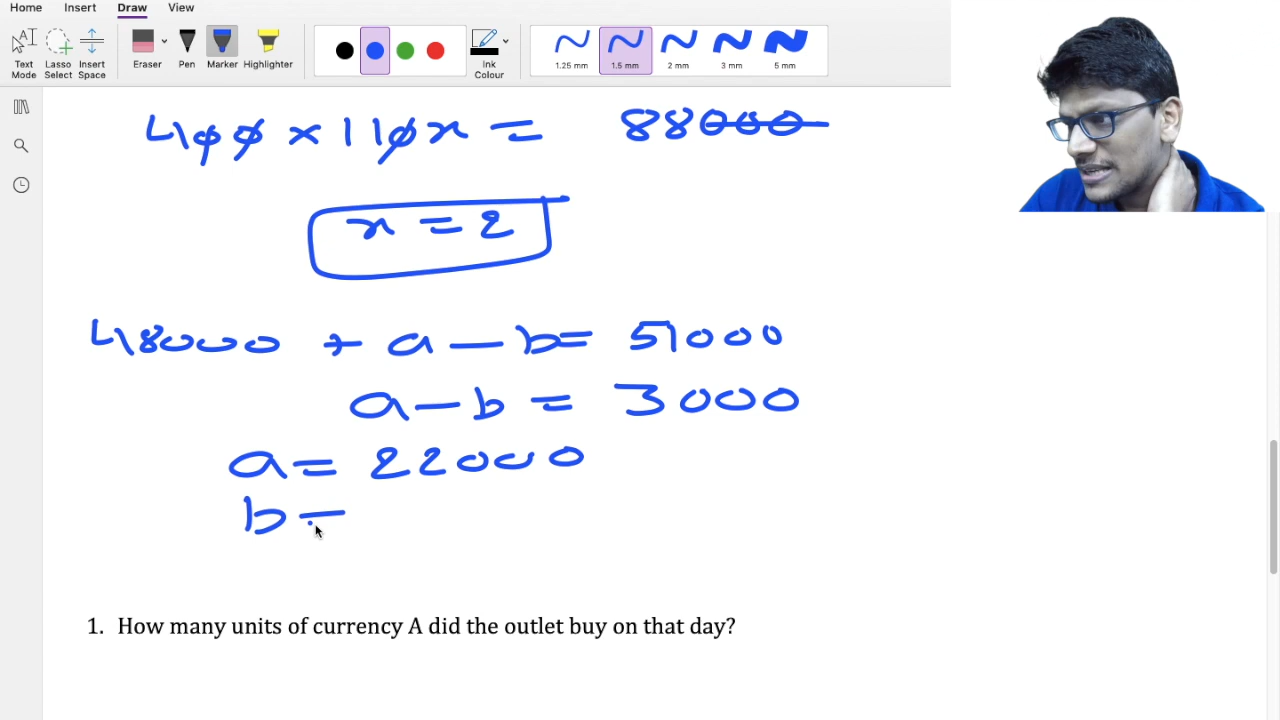 Home Insert Draw View
Text Mode Lasso Select Insert Space Eraser Pen Marker Highlighter Ink Colour 1.25 mm 1.5 mm 2 mm 3 mm 5 mm
400 x 110x = 88000
x = 2
48000 + a - b = 51000
a - b = 3000
a = 22000
b =
1. How many units of currency A did the outlet buy on that day?